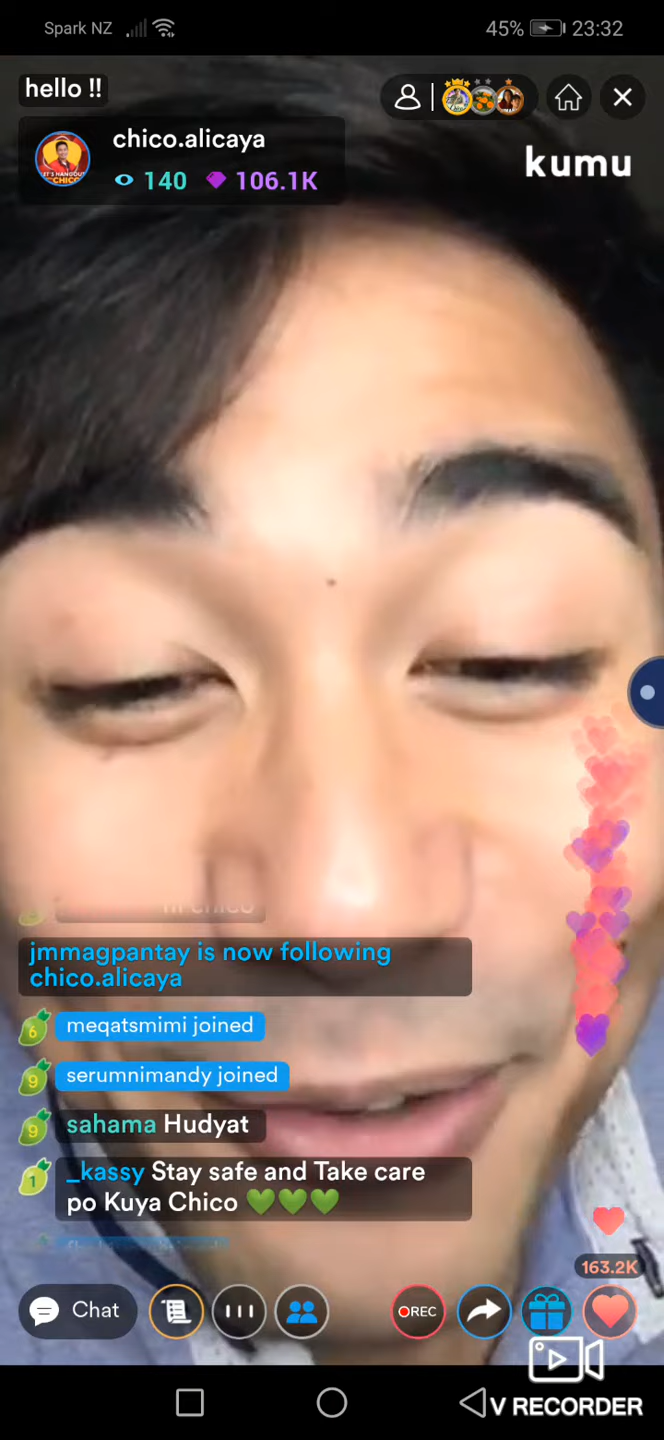 Spark NZ
45%
23:32
hello !!
chico.alicaya
140
106.1K
kumu
hi chico
jmmagpantay is now following
chico.alicaya
6
meqatsmimi joined
9
serumnimandy joined
9
sahama Hudyat
1
_kassy Stay safe and Take care
po Kuya Chico 💚💚💚
163.2K
Chat
REC
V RECORDER